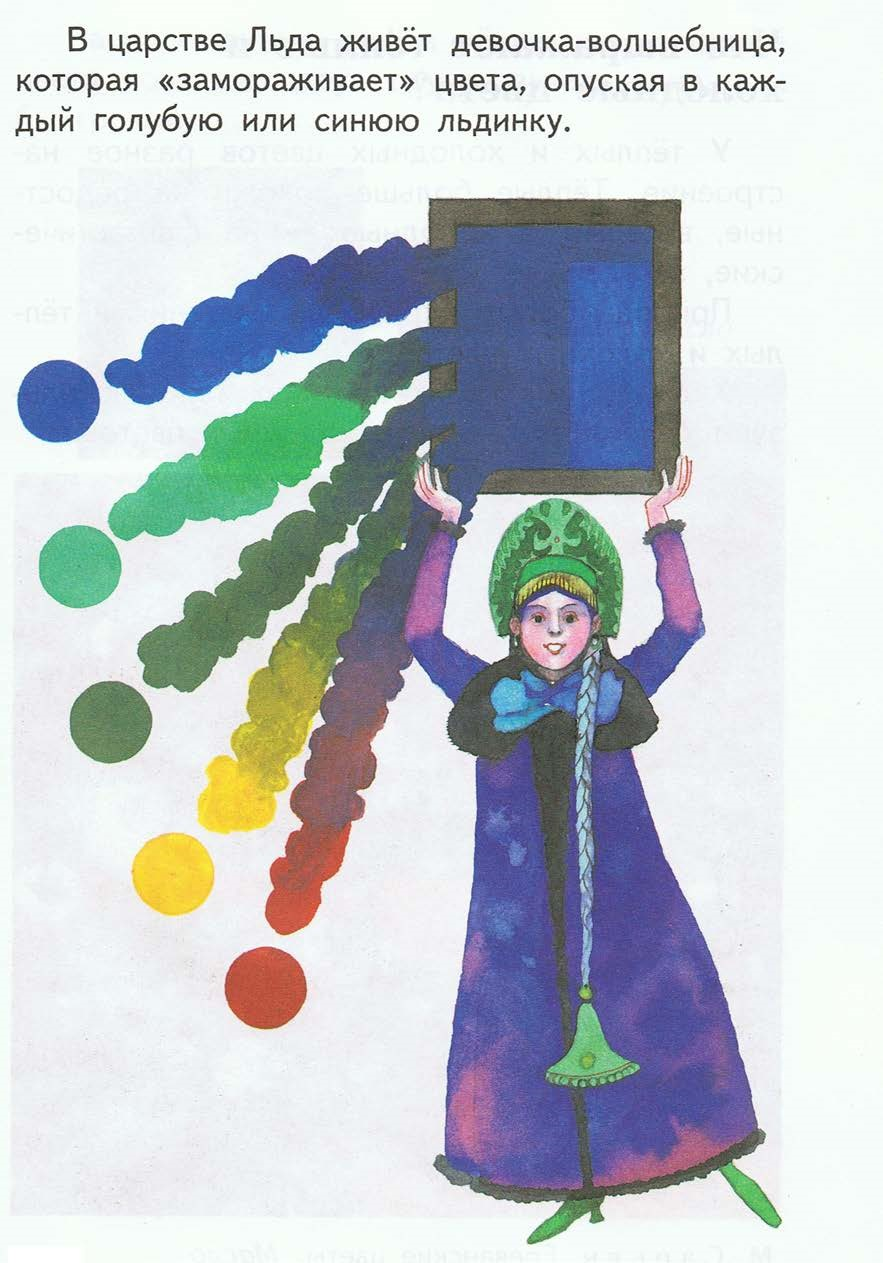 В царстве Льда живёт девочка-волшебница,
которая «замораживает» цвета, опуская в каж-
дый голубую или синюю льдинку.